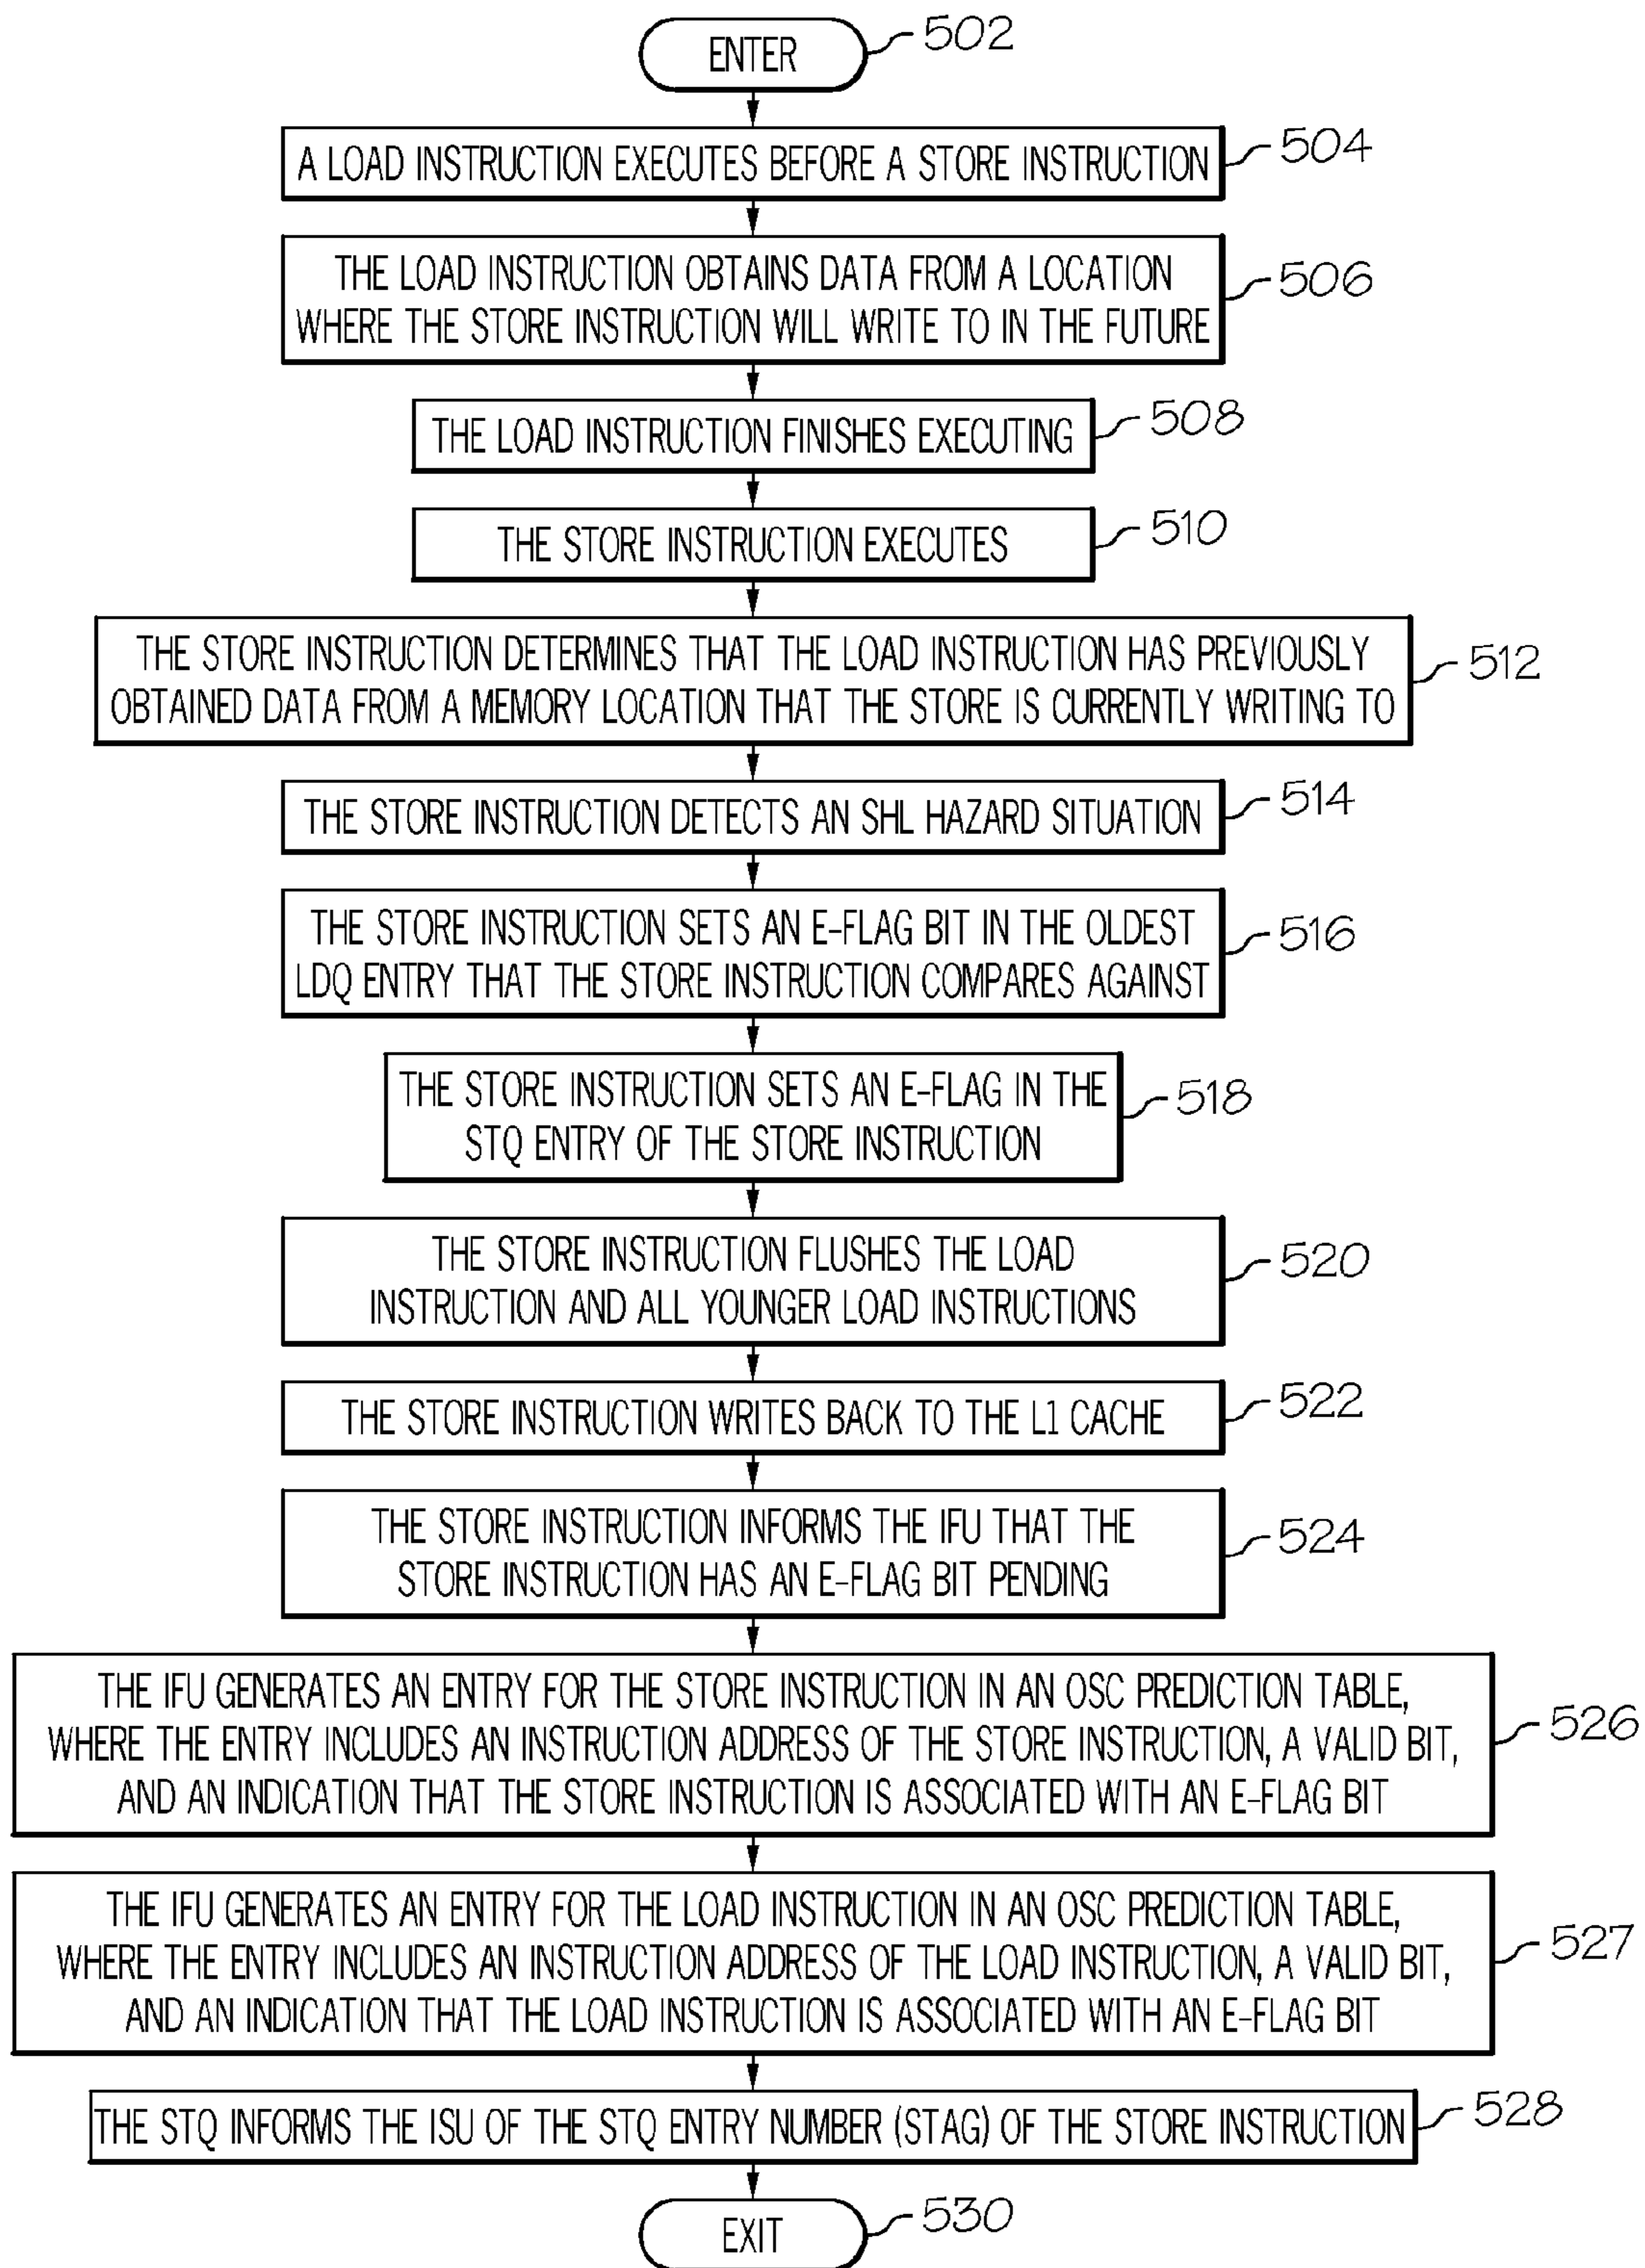 ENTER
502
A LOAD INSTRUCTION EXECUTES BEFORE A STORE INSTRUCTION
504
THE LOAD INSTRUCTION OBTAINS DATA FROM A LOCATION
WHERE THE STORE INSTRUCTION WILL WRITE TO IN THE FUTURE
506
THE LOAD INSTRUCTION FINISHES EXECUTING
508
THE STORE INSTRUCTION EXECUTES
510
THE STORE INSTRUCTION DETERMINES THAT THE LOAD INSTRUCTION HAS PREVIOUSLY
OBTAINED DATA FROM A MEMORY LOCATION THAT THE STORE IS CURRENTLY WRITING TO
512
THE STORE INSTRUCTION DETECTS AN SHL HAZARD SITUATION
514
THE STORE INSTRUCTION SETS AN E-FLAG BIT IN THE OLDEST
LDQ ENTRY THAT THE STORE INSTRUCTION COMPARES AGAINST
516
THE STORE INSTRUCTION SETS AN E-FLAG IN THE
STQ ENTRY OF THE STORE INSTRUCTION
518
THE STORE INSTRUCTION FLUSHES THE LOAD
INSTRUCTION AND ALL YOUNGER LOAD INSTRUCTIONS
520
THE STORE INSTRUCTION WRITES BACK TO THE L1 CACHE
522
THE STORE INSTRUCTION INFORMS THE IFU THAT THE
STORE INSTRUCTION HAS AN E-FLAG BIT PENDING
524
THE IFU GENERATES AN ENTRY FOR THE STORE INSTRUCTION IN AN OSC PREDICTION TABLE,
WHERE THE ENTRY INCLUDES AN INSTRUCTION ADDRESS OF THE STORE INSTRUCTION, A VALID BIT,
AND AN INDICATION THAT THE STORE INSTRUCTION IS ASSOCIATED WITH AN E-FLAG BIT
526
THE IFU GENERATES AN ENTRY FOR THE LOAD INSTRUCTION IN AN OSC PREDICTION TABLE,
WHERE THE ENTRY INCLUDES AN INSTRUCTION ADDRESS OF THE LOAD INSTRUCTION, A VALID BIT,
AND AN INDICATION THAT THE LOAD INSTRUCTION IS ASSOCIATED WITH AN E-FLAG BIT
527
THE STQ INFORMS THE ISU OF THE STQ ENTRY NUMBER (STAG) OF THE STORE INSTRUCTION
528
EXIT
530